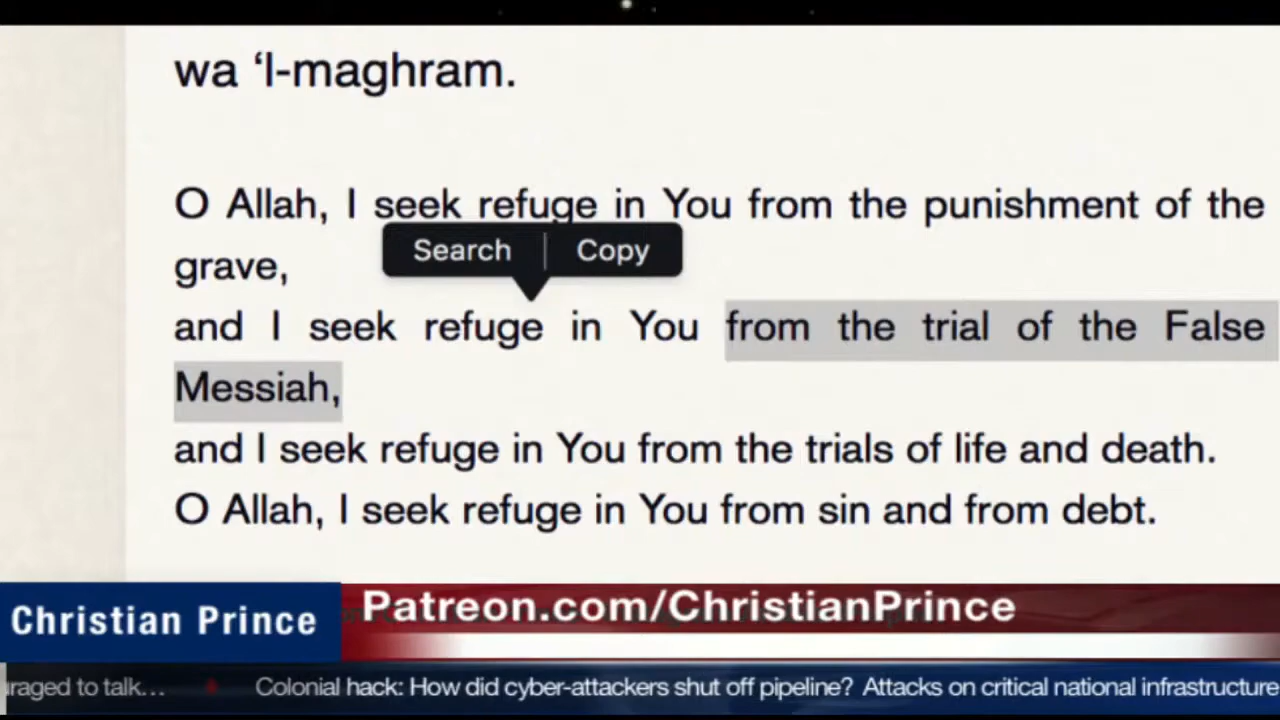 wa ‘l-maghram.
O Allah, I seek refuge in You from the punishment of the
Search
Copy
grave,
and I seek refuge in You from the trial of the False
Messiah,
and I seek refuge in You from the trials of life and death.
O Allah, I seek refuge in You from sin and from debt.
Christian Prince
Patreon.com/ChristianPrince
to talk... Colonial hack: How did cyber-attackers shut off pipeline? Attacks on critical national infrastructure